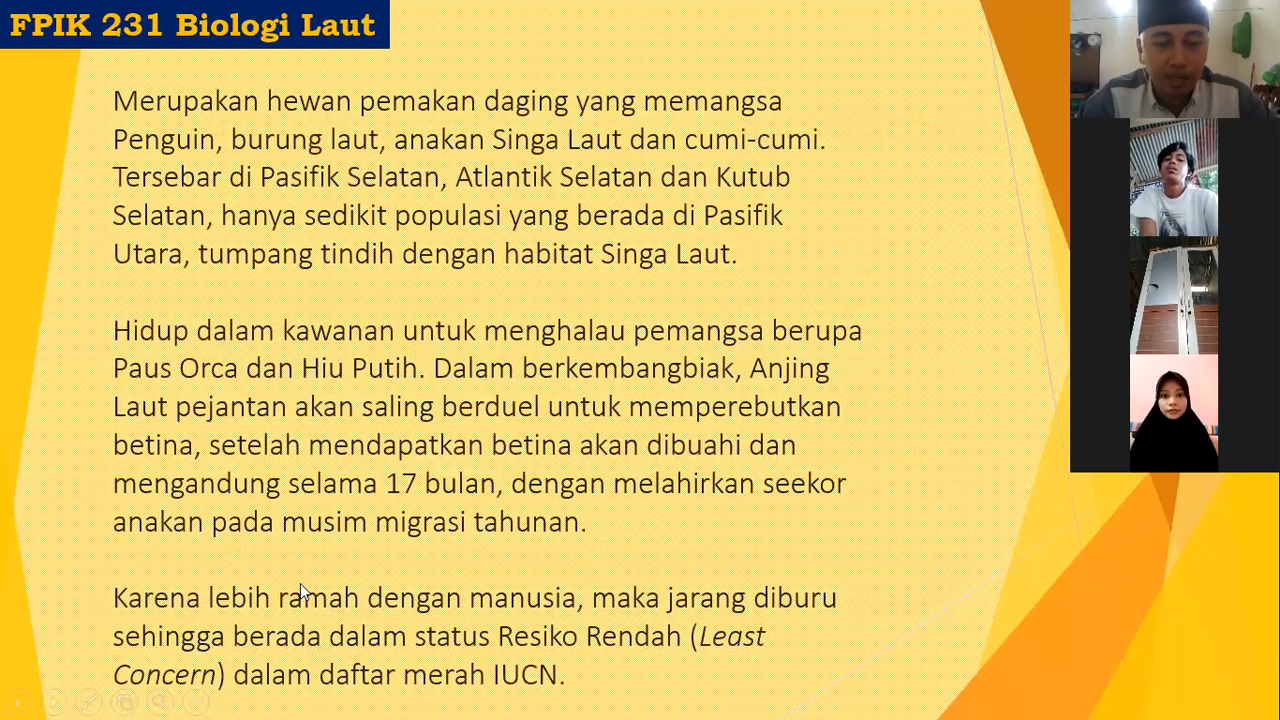 FPIK 231 Biologi Laut
Merupakan hewan pemakan daging yang memangsa
Penguin, burung laut, anakan Singa Laut dan cumi-cumi.
Tersebar di Pasifik Selatan, Atlantik Selatan dan Kutub
Selatan, hanya sedikit populasi yang berada di Pasifik
Utara, tumpang tindih dengan habitat Singa Laut.
Hidup dalam kawanan untuk menghalau pemangsa berupa
Paus Orca dan Hiu Putih. Dalam berkembangbiak, Anjing
Laut pejantan akan saling berduel untuk memperebutkan
betina, setelah mendapatkan betina akan dibuahi dan
mengandung selama 17 bulan, dengan melahirkan seekor
anakan pada musim migrasi tahunan.
Karena lebih ramah dengan manusia, maka jarang diburu
sehingga berada dalam status Resiko Rendah (Least
Concern) dalam daftar merah IUCN.